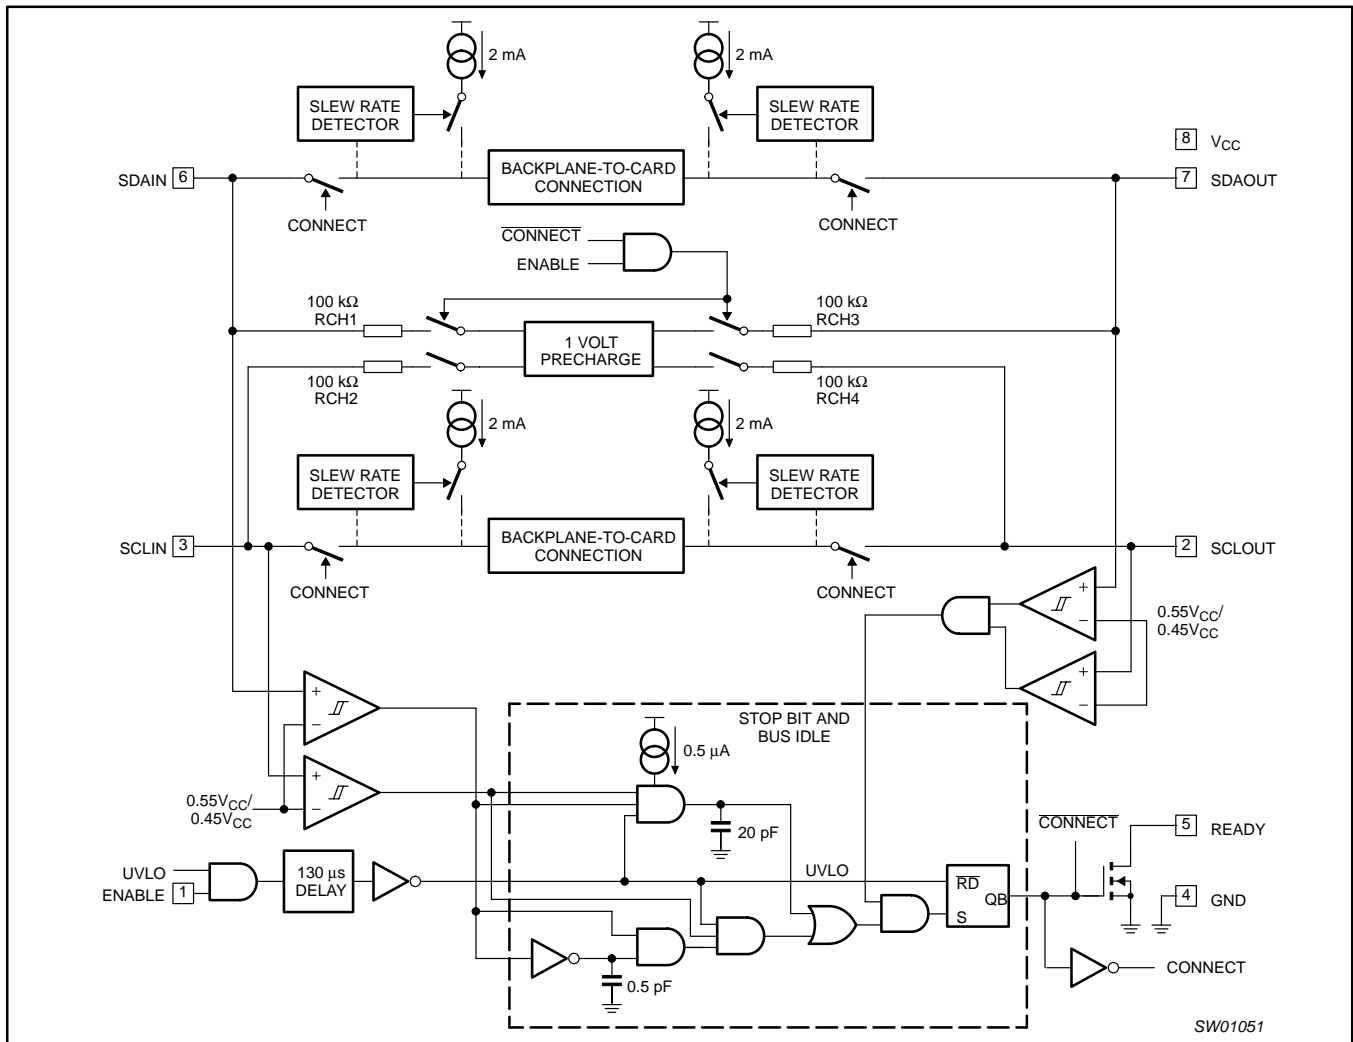 2 mA
2 mA
SLEW RATE
DETECTOR
SLEW RATE
DETECTOR
8 VCC
SDAIN 6
BACKPLANE-TO-CARD
CONNECTION
7 SDAOUT
CONNECT
CONNECT
CONNECT
ENABLE
100 kΩ
RCH1
100 kΩ
RCH3
1 VOLT
PRECHARGE
100 kΩ
RCH2
100 kΩ
RCH4
2 mA
2 mA
SLEW RATE
DETECTOR
SLEW RATE
DETECTOR
SCLIN 3
BACKPLANE-TO-CARD
CONNECTION
2 SCLOUT
CONNECT
CONNECT
+
–
0.55VCC/
0.45VCC
+
–
+
–
STOP BIT AND
BUS IDLE
0.5 µA
+
–
0.55VCC/
0.45VCC
20 pF
CONNECT
5 READY
UVLO
ENABLE 1
130 µs
DELAY
UVLO
RD
QB
S
4 GND
0.5 pF
CONNECT
SW01051